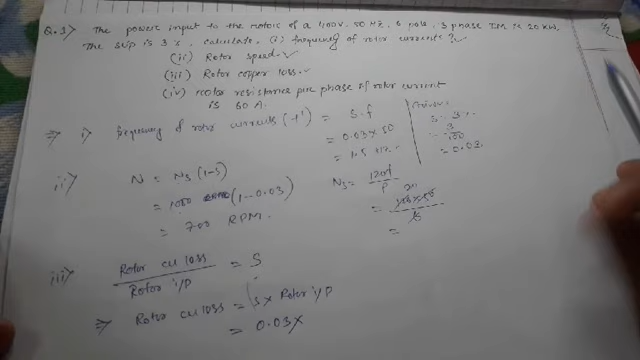 Q.1) The power input to the rotor of a 400V. 50 Hz, 6 pole, 3 phase IM is 20 kW.
The slip is 3 %. calculate. (i) frequency of rotor currents?
(ii) Rotor speed.
(iii) Rotor copper loss.
(iv) rotor resistance per phase if rotor current
is 50 A.
⇒ i) frequency of rotor currents (f') = s.f
= 0.03×50
= 1.5 Hz.
s = 3%
= 3/100
= 0.03
ii) N = Ns (1-s)
= 1000 (1-0.03)
= 700 RPM.
Ns = 120f/P
=
iii) Rotor cu loss / Rotor i/p = S
⇒ Rotor cu loss = s × Rotor i/p
= 0.03×